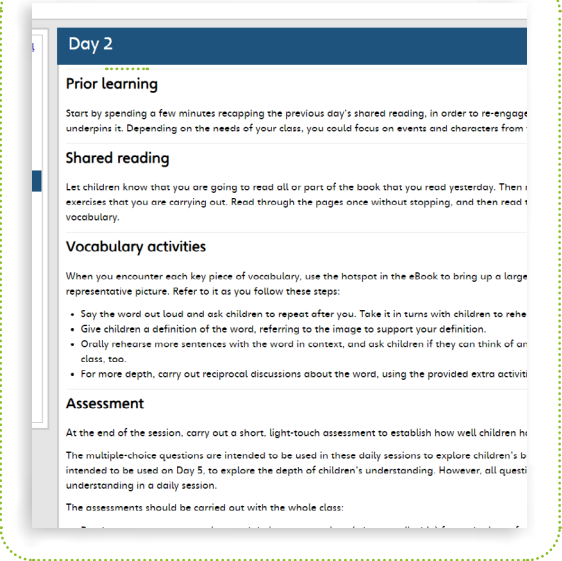 Day 2
Prior learning
Start by spending a few minutes recapping the previous day's shared reading, in order to re-engage
underpins it. Depending on the needs of your class, you could focus on events and characters from
Shared reading
Let children know that you are going to read all or part of the book that you read yesterday. Then
exercises that you are carrying out. Read through the pages once without stopping, and then read
vocabulary.
Vocabulary activities
When you encounter each key piece of vocabulary, use the hotspot in the eBook to bring up a large
representative picture. Refer to it as you follow these steps:
• Say the word out loud and ask children to repeat after you. Take it in turns with children to rehe
• Give children a definition of the word, referring to the image to support your definition.
• Orally rehearse more sentences with the word in context, and ask children if they can think of an
class, too.
• For more depth, carry out reciprocal discussions about the word, using the provided extra activiti
Assessment
At the end of the session, carry out a short, light-touch assessment to establish how well children h
The multiple-choice questions are intended to be used in these daily sessions to explore children's b
intended to be used on Day 5, to explore the depth of children's understanding. However, all questi
understanding in a daily session.
The assessments should be carried out with the whole class: